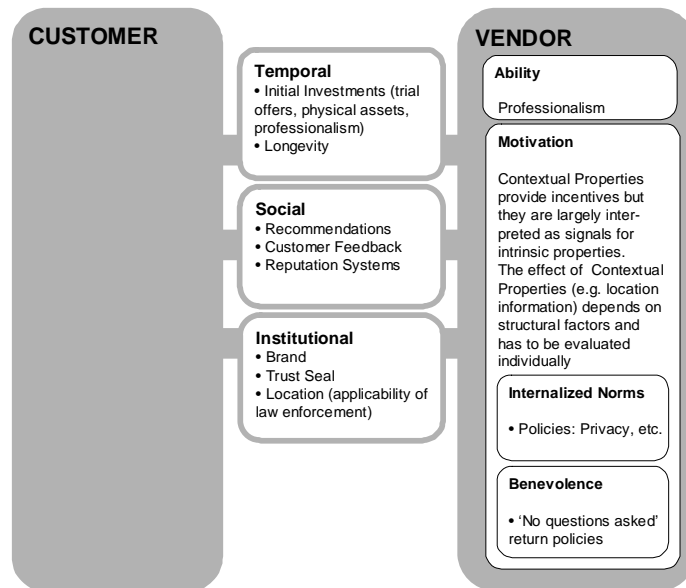 CUSTOMER
Temporal
• Initial Investments (trial
offers, physical assets,
professionalism)
• Longevity
Social
• Recommendations
• Customer Feedback
• Reputation Systems
Institutional
• Brand
• Trust Seal
• Location (applicability of
law enforcement)
VENDOR
Ability
Professionalism
Motivation
Contextual Properties
provide incentives but
they are largely inter-
preted as signals for
intrinsic properties.
The effect of Contextual
Properties (e.g. location
information) depends on
structural factors and
has to be evaluated
individually
Internalized Norms
• Policies: Privacy, etc.
Benevolence
• ‘No questions asked’
return policies